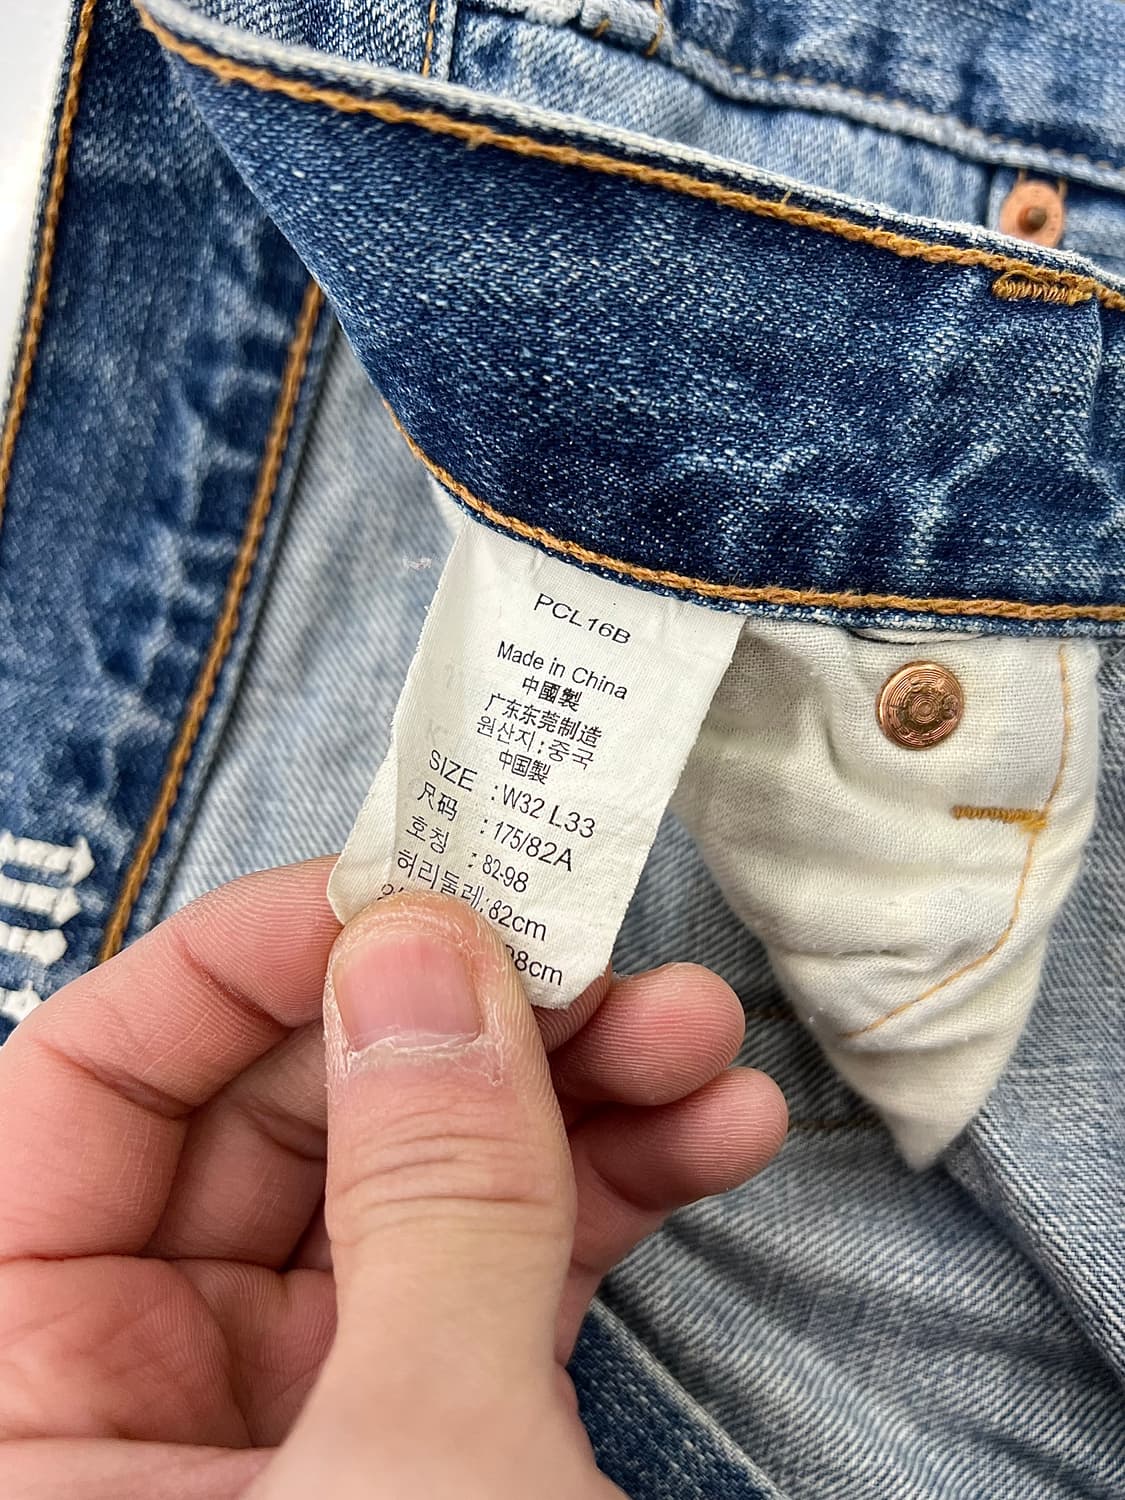 PCL16B
Made in China
中國製
广东东莞制造
원산지:중국
中国製
SIZE :W32 L33
尺码 :175/82A
호칭 :82-98
허리둘레:82cm
98cm